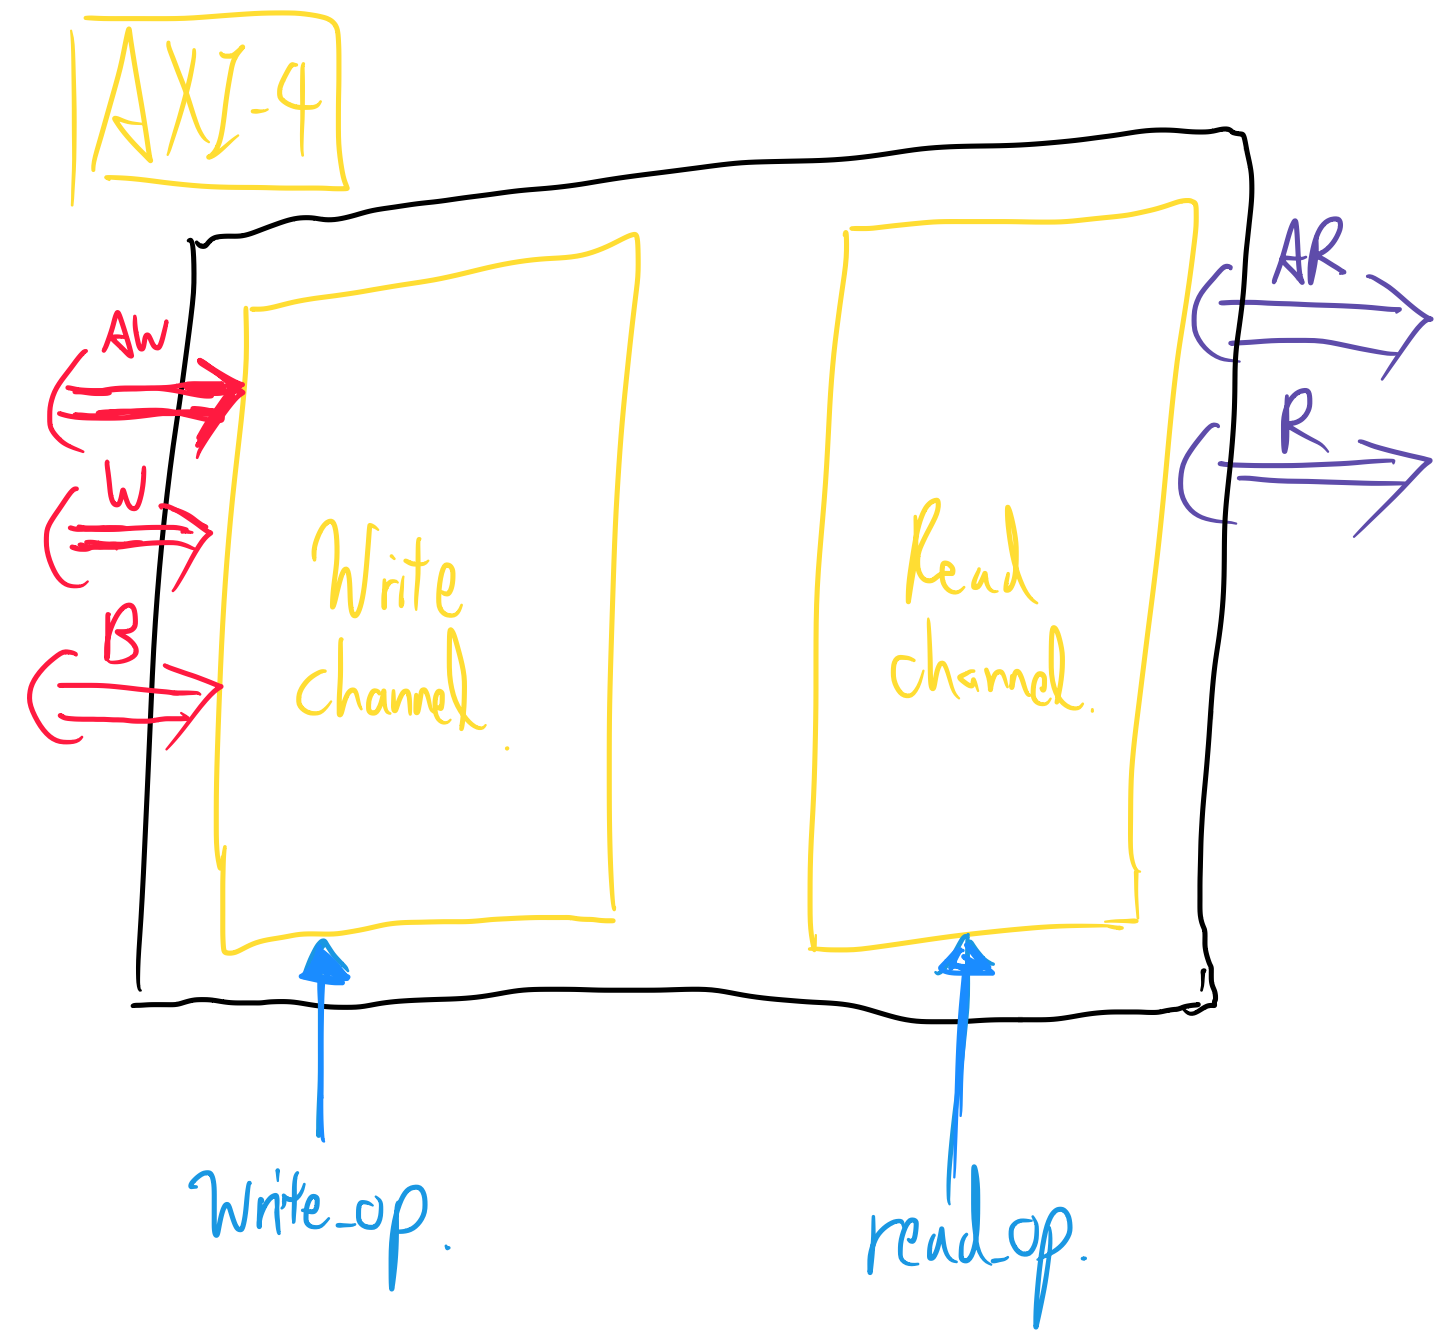 AXI-4
AW
W
B
AR
R
Write
channel.
Read
channel.
Write_op.
read_op.